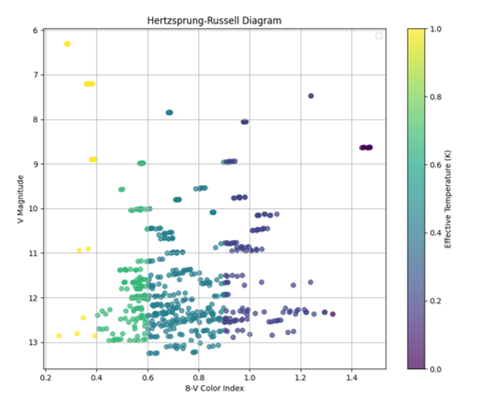 Hertzsprung-Russell Diagram
6
7
8
9
10
11
12
13
V Magnitude
0.2 0.4 0.6 0.8 1.0 1.2 1.4
B-V Color Index
1.0
0.8
0.6
0.4
0.2
0.0
Effective Temperature (K)